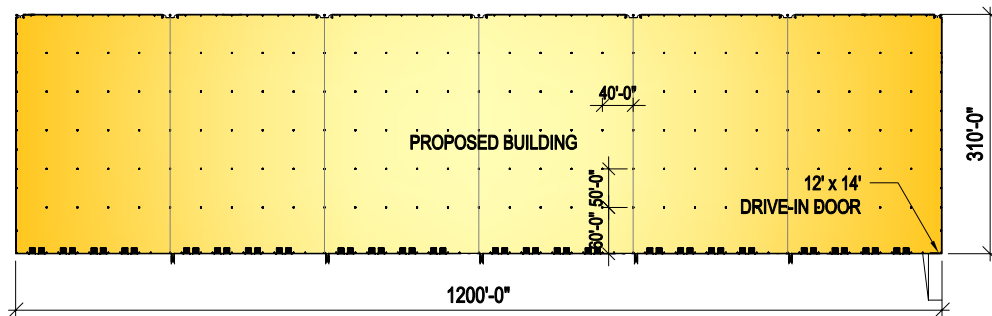 40'-0"
PROPOSED BUILDING
310'-0"
50'-0"
12' x 14'
DRIVE-IN DOOR
60'-0"
1200'-0"